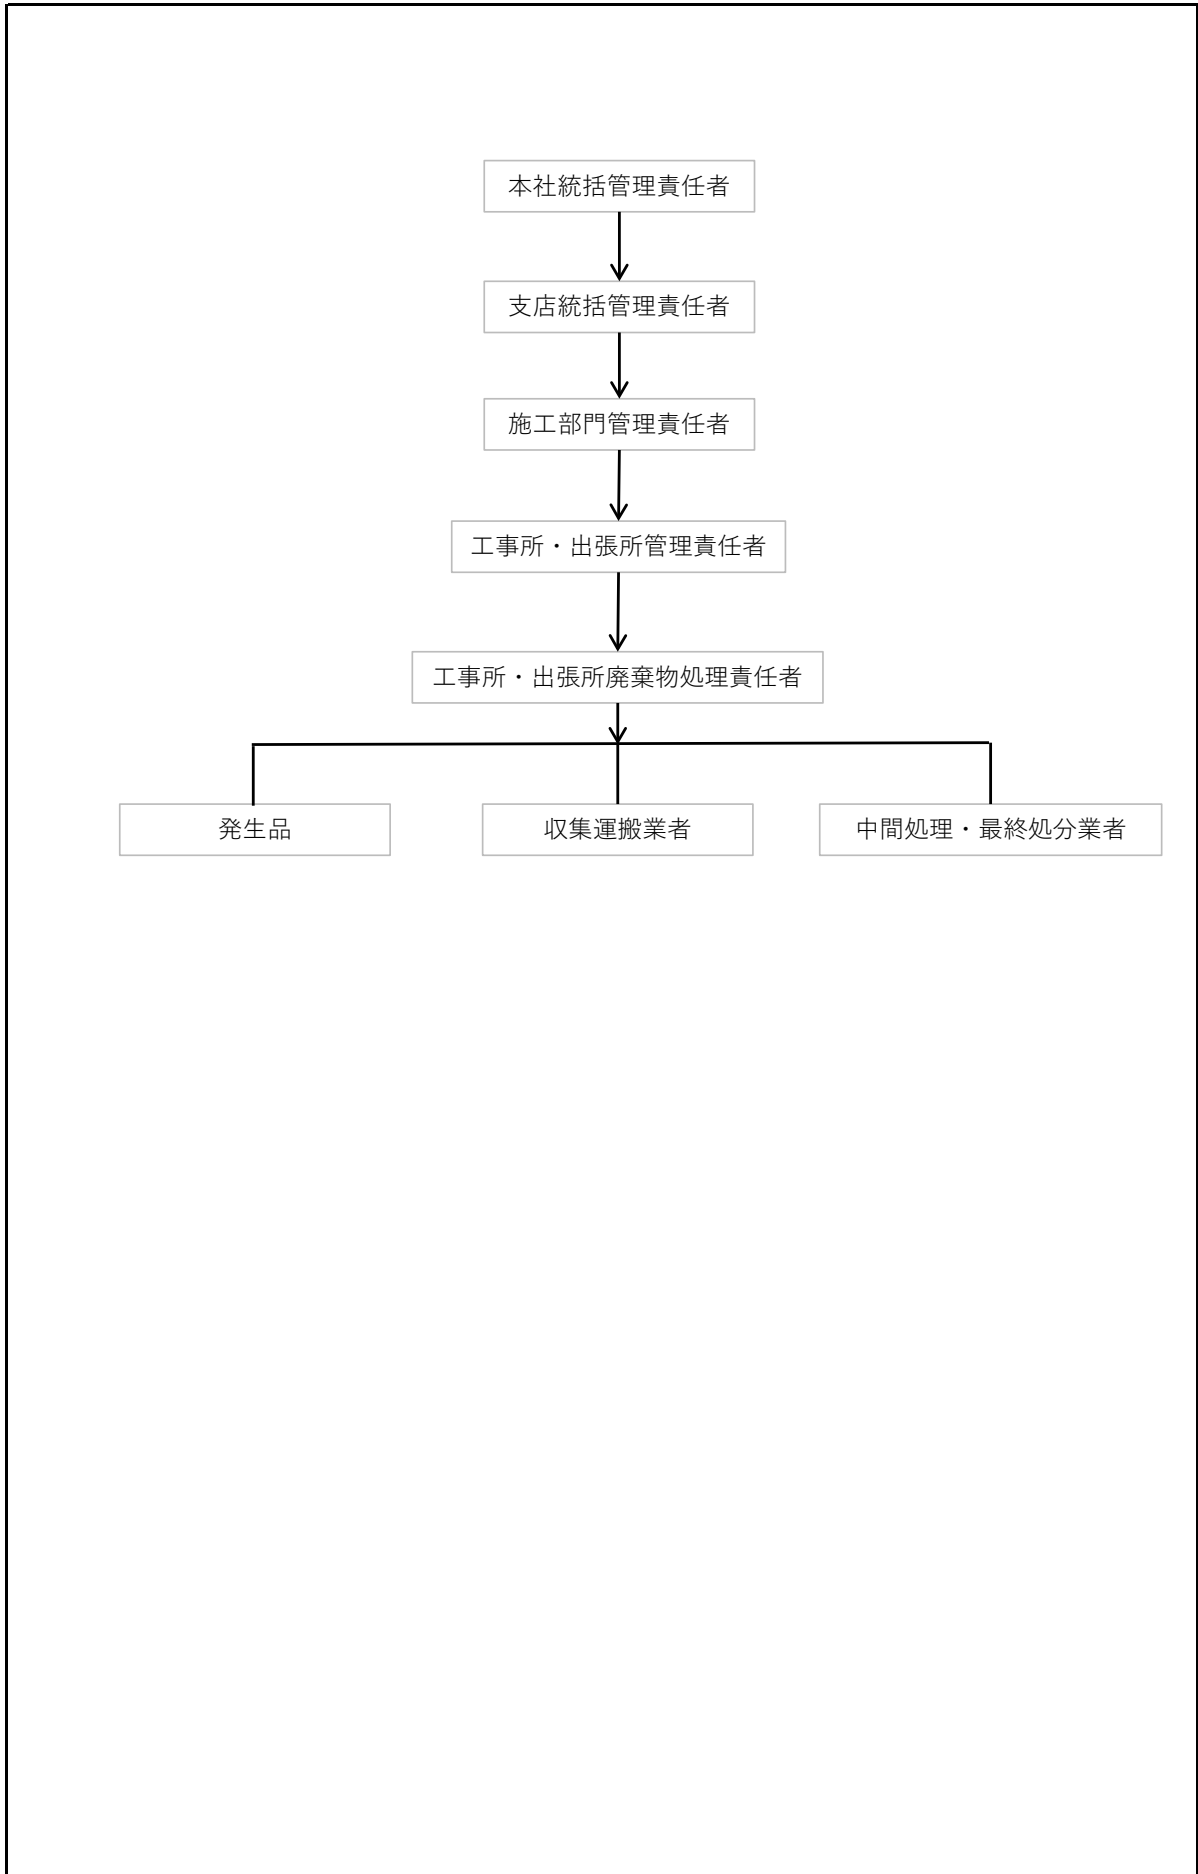 本社統括管理責任者
支店統括管理責任者
施工部門管理責任者
工事所・出張所管理責任者
工事所・出張所廃棄物処理責任者
発生品
収集運搬業者
中間処理・最終処分業者